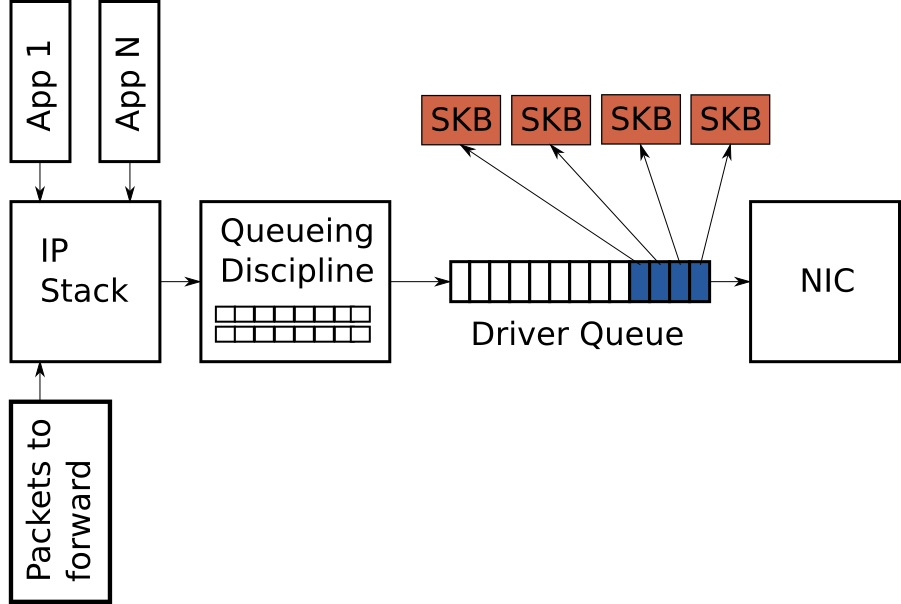 App 1
App N
SKB
SKB
SKB
SKB
IP
Stack
Queueing
Discipline
Driver Queue
NIC
Packets to
forward